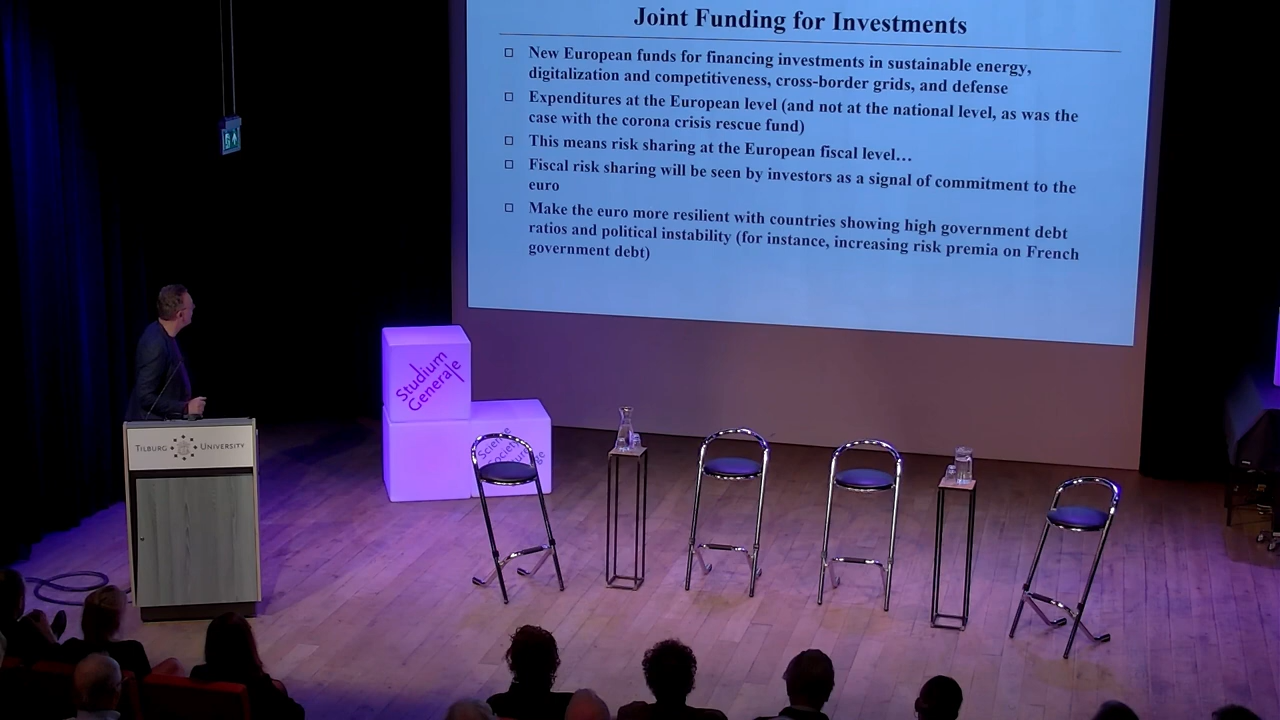 Joint Funding for Investments
New European funds for financing investments in sustainable energy,
digitalization and competitiveness, cross-border grids, and defense
Expenditures at the European level (and not at the national level, as was the
case with the corona crisis rescue fund)
This means risk sharing at the European fiscal level…
Fiscal risk sharing will be seen by investors as a signal of commitment to the
euro
Make the euro more resilient with countries showing high government debt
ratios and political instability (for instance, increasing risk premia on French
government debt)
Studium
Generale
Science
TILBURG UNIVERSITY